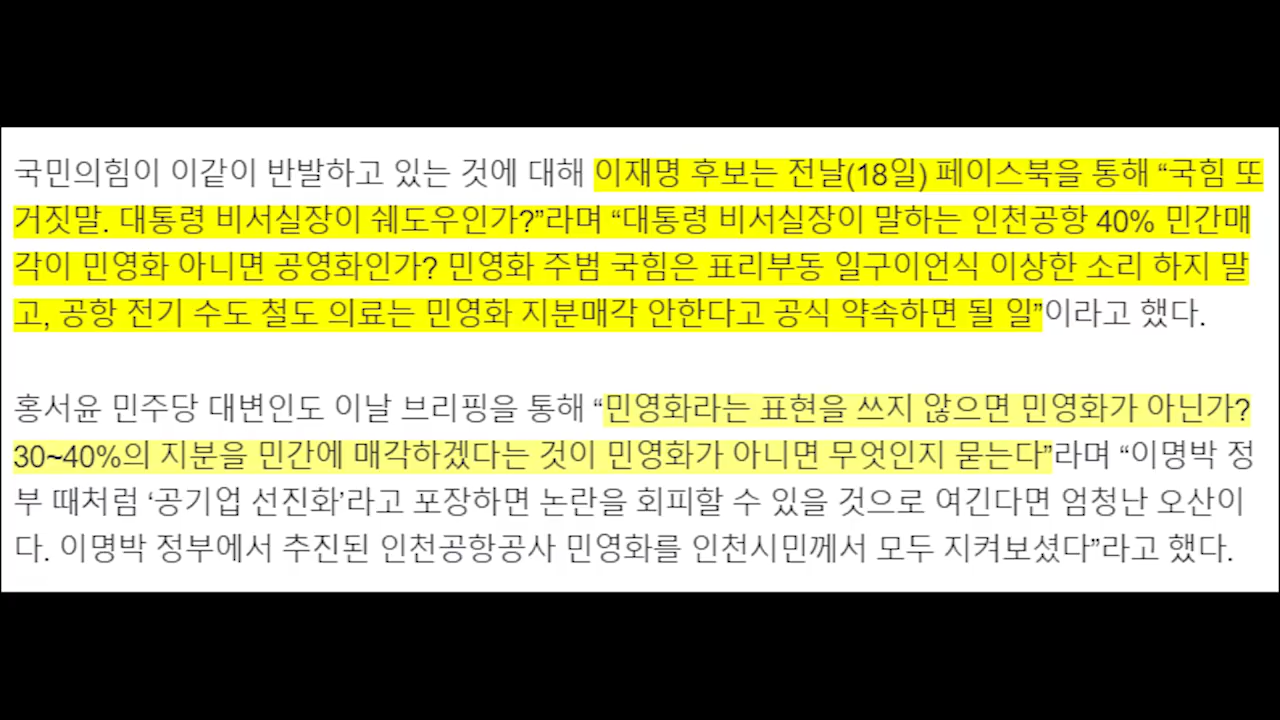 국민의힘이 이같이 반발하고 있는 것에 대해 이재명 후보는 전날(18일) 페이스북을 통해 “국힘 또
거짓말. 대통령 비서실장이 쉐도우인가?”라며 “대통령 비서실장이 말하는 인천공항 40% 민간매
각이 민영화 아니면 공영화인가? 민영화 주범 국힘은 표리부동 일구이언식 이상한 소리 하지 말
고, 공항 전기 수도 철도 의료는 민영화 지분매각 안한다고 공식 약속하면 될 일”이라고 했다.
홍서윤 민주당 대변인도 이날 브리핑을 통해 “민영화라는 표현을 쓰지 않으면 민영화가 아닌가?
30~40%의 지분을 민간에 매각하겠다는 것이 민영화가 아니면 무엇인지 묻는다”라며 “이명박 정
부 때처럼 ‘공기업 선진화’라고 포장하면 논란을 회피할 수 있을 것으로 여긴다면 엄청난 오산이
다. 이명박 정부에서 추진된 인천공항공사 민영화를 인천시민께서 모두 지켜보셨다”라고 했다.